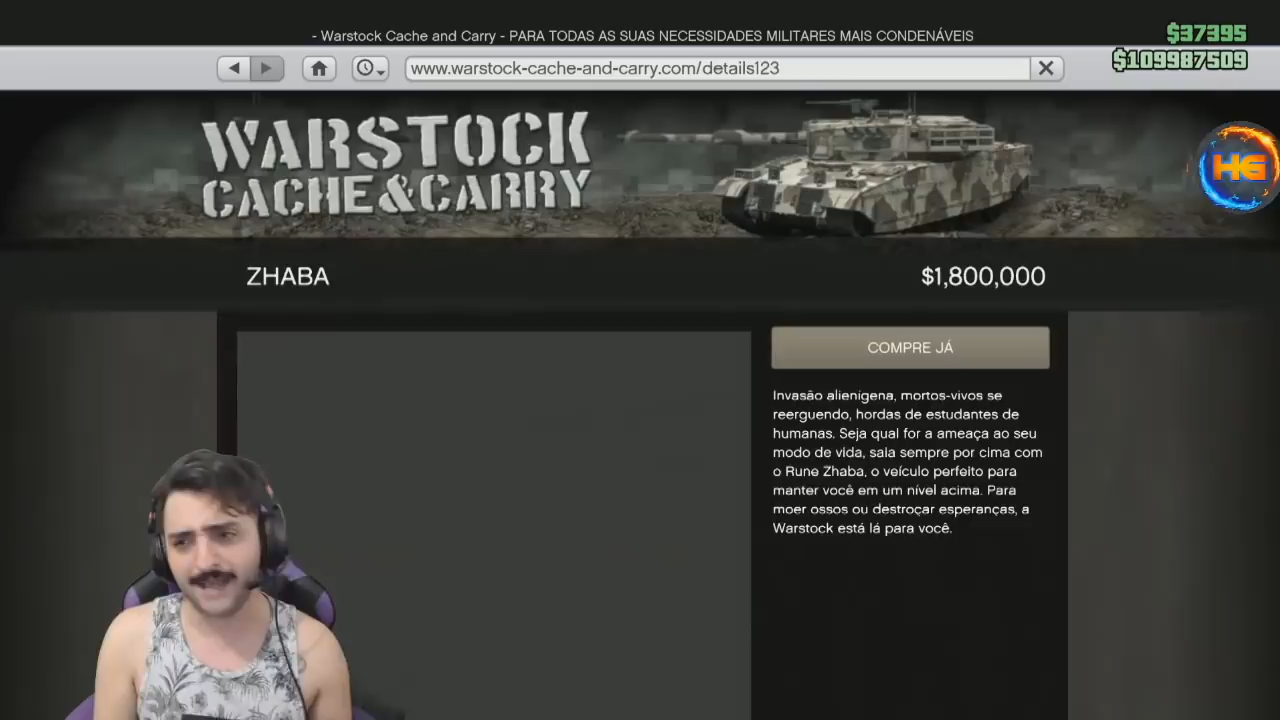 - Warstock Cache and Carry - PARA TODAS AS SUAS NECESSIDADES MILITARES MAIS CONDENÁVEIS
$37395
$109987509
www.warstock-cache-and-carry.com/details123
WARSTOCK
CACHE&CARRY
HG
ZHABA
$1,800,000
COMPRE JÁ
Invasão alienígena, mortos-vivos se
reerguendo, hordas de estudantes de
humanas. Seja qual for a ameaça ao seu
modo de vida, saia sempre por cima com
o Rune Zhaba, o veículo perfeito para
manter você em um nível acima. Para
moer ossos ou destroçar esperanças, a
Warstock está lá para você.